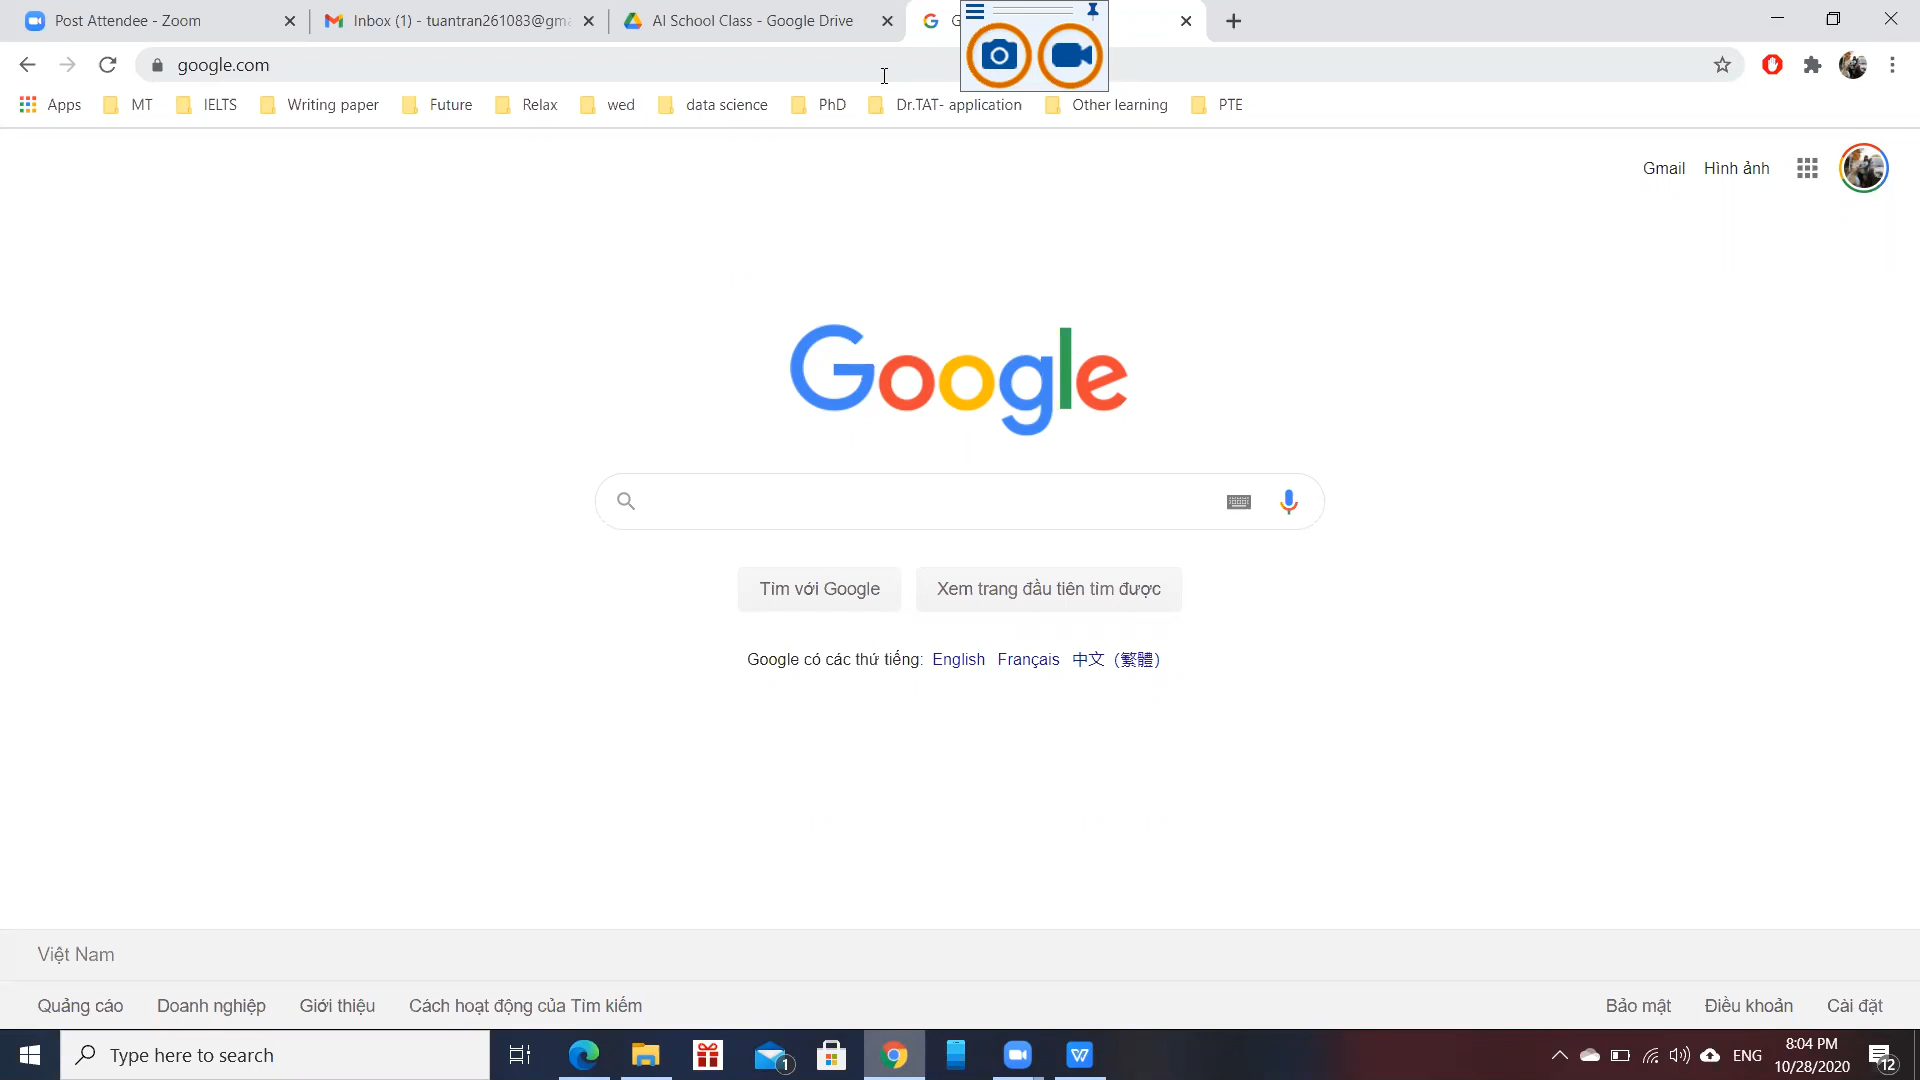 Post Attendee - Zoom
Inbox (1) - tuantran261083@gm
AI School Class - Google Drive
G
google.com
Apps MT IELTS Writing paper Future Relax wed data science PhD Dr.TAT- application Other learning PTE
Gmail Hình ảnh
Google
Tìm với Google Xem trang đầu tiên tìm được
Google có các thứ tiếng: English Français 中文（繁體）
Việt Nam
Quảng cáo Doanh nghiệp Giới thiệu Cách hoạt động của Tìm kiếm Bảo mật Điều khoản Cài đặt
Type here to search
1
ENG
8:04 PM
10/28/2020
12